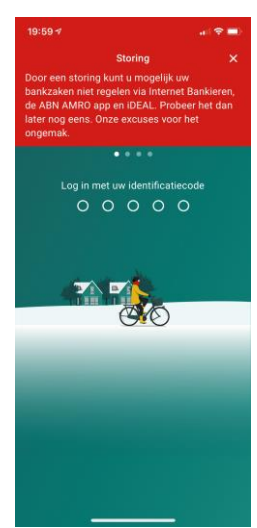 19:59
Storing
Door een storing kunt u mogelijk uw
bankzaken niet regelen via Internet Bankieren,
de ABN AMRO app en iDEAL. Probeer het dan
later nog eens. Onze excuses voor het
ongemak.
Log in met uw identificatiecode